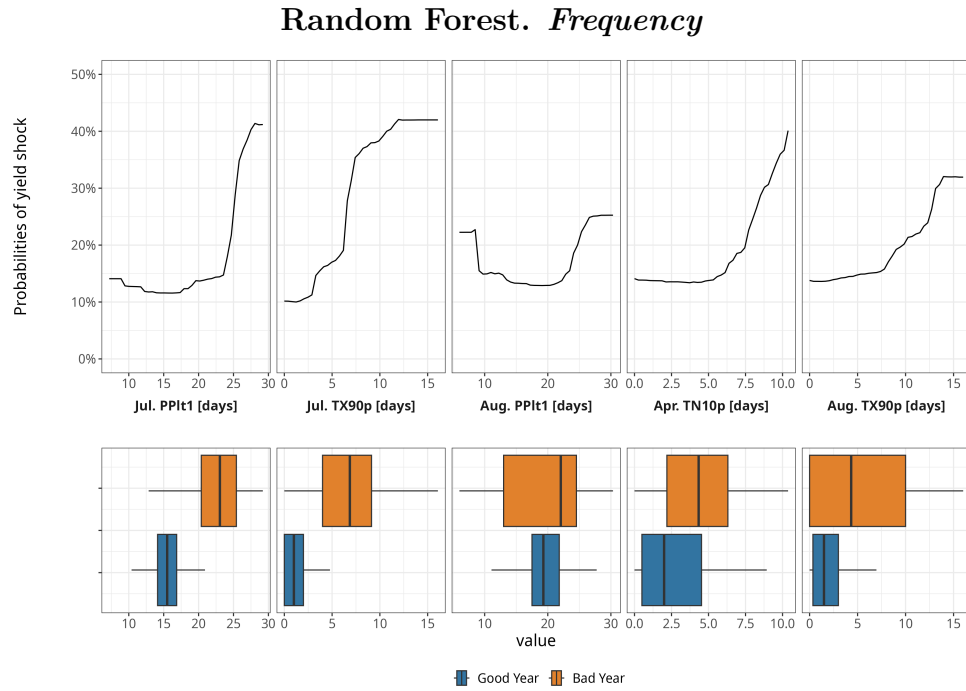 Random Forest. Frequency
Probabilities of yield shock
50%
40%
30%
20%
10%
0%
10 15 20 25 30
0 5 10 15
10 20 30
0.0 2.5 5.0 7.5 10.0
0 5 10 15
Jul. PPlt1 [days]
Jul. TX90p [days]
Aug. PPlt1 [days]
Apr. TN10p [days]
Aug. TX90p [days]
10 15 20 25 30
0 5 10 15
10 20 30
0.0 2.5 5.0 7.5 10.0
0 5 10 15
value
Good Year Bad Year